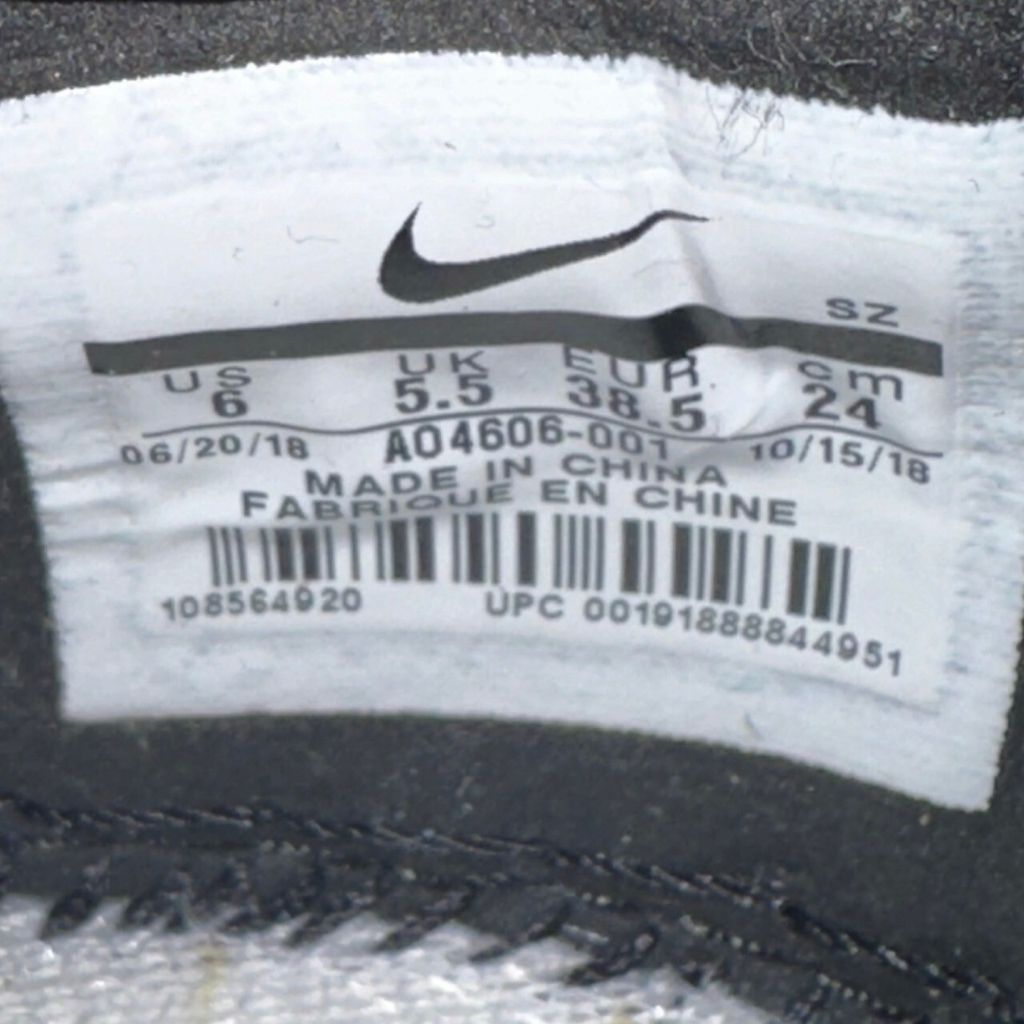 SZ
US UK EUR cm
6 5.5 38.5 24
06/20/18 AO4606-001 10/15/18
MADE IN CHINA
FABRIQUE EN CHINE
108564920 UPC 00191888844951